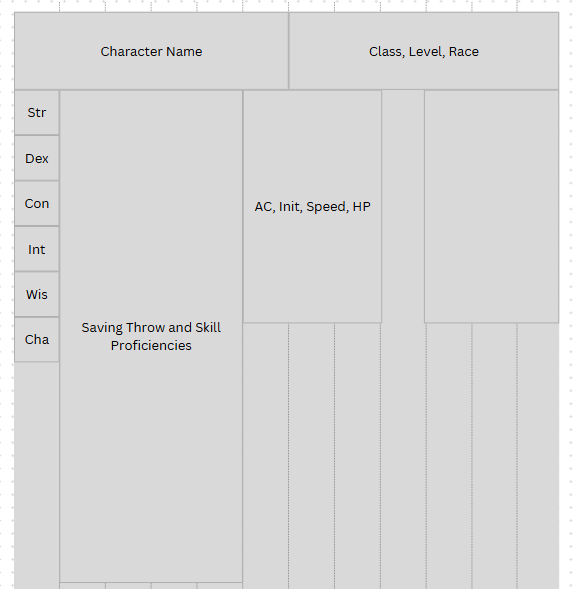 Character Name
Class, Level, Race
Str
Dex
Con
Int
Wis
Cha
Saving Throw and Skill
Proficiencies
AC, Init, Speed, HP